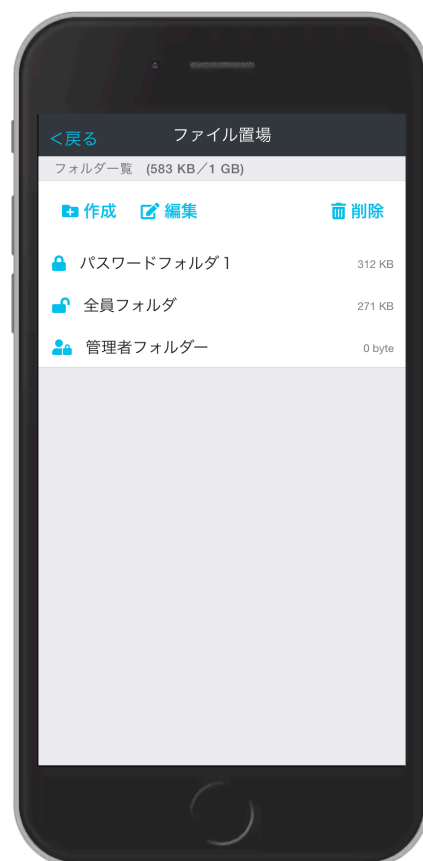 <戻る ファイル置場
フォルダ一覧 (583 KB／1 GB)
作成 編集 削除
パスワードフォルダ1 312 KB
全員フォルダ 271 KB
管理者フォルダー 0 byte